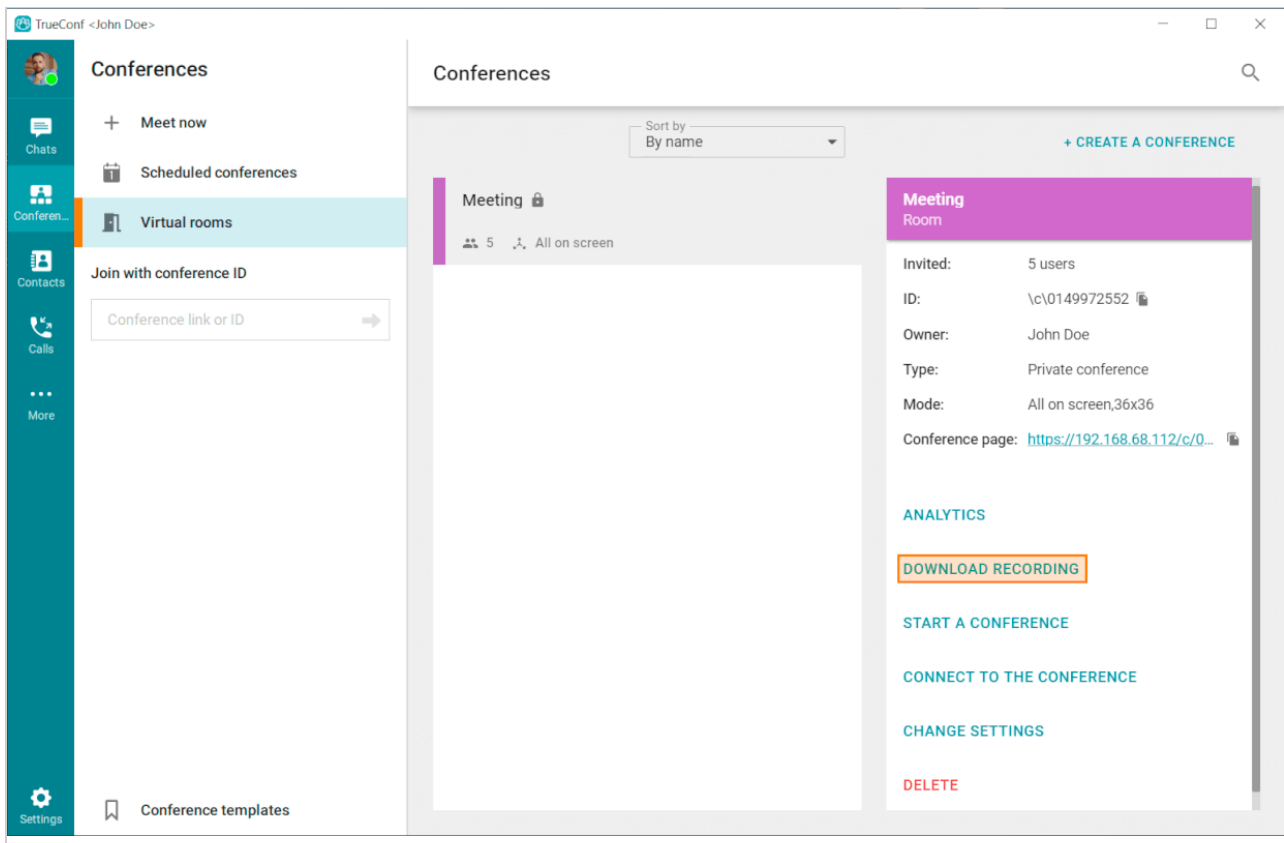 TrueConf <John Doe>
Chats
Conferen...
Contacts
Calls
More
Settings
Conferences
Meet now
1
Scheduled conferences
Virtual rooms
Join with conference ID
Conference link or ID
Conference templates
Conferences
Sort by
By name
+ CREATE A CONFERENCE
Meeting
5 All on screen
Meeting
Room
Invited: 5 users
ID: \c\0149972552
Owner: John Doe
Type: Private conference
Mode: All on screen,36x36
Conference page: https://192.168.68.112/c/0...
ANALYTICS
DOWNLOAD RECORDING
START A CONFERENCE
CONNECT TO THE CONFERENCE
CHANGE SETTINGS
DELETE